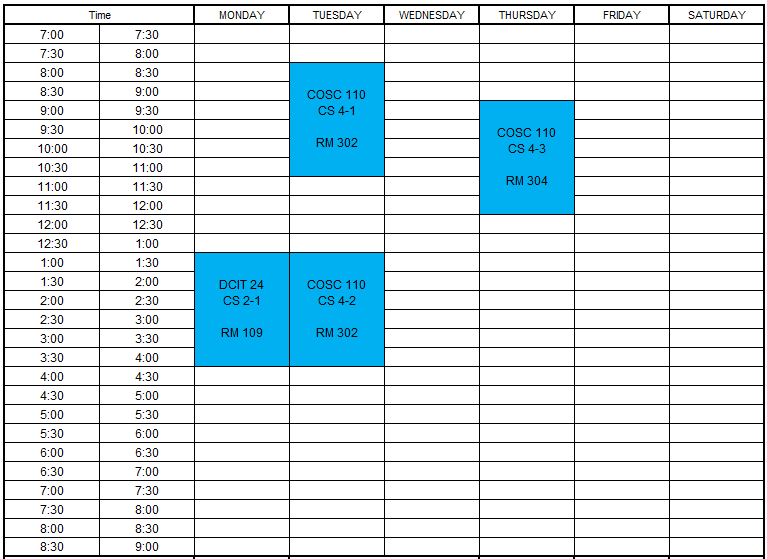 Time MONDAY TUESDAY WEDNESDAY THURSDAY FRIDAY SATURDAY
7:00 7:30
7:30 8:00
8:00 8:30
8:30 9:00 COSC 110
9:00 9:30 CS 4-1
9:30 10:00 COSC 110
10:00 10:30 RM 302 CS 4-3
10:30 11:00
11:00 11:30 RM 304
11:30 12:00
12:00 12:30
12:30 1:00
1:00 1:30
1:30 2:00 DCIT 24 COSC 110
2:00 2:30 CS 2-1 CS 4-2
2:30 3:00
3:00 3:30 RM 109 RM 302
3:30 4:00
4:00 4:30
4:30 5:00
5:00 5:30
5:30 6:00
6:00 6:30
6:30 7:00
7:00 7:30
7:30 8:00
8:00 8:30
8:30 9:00